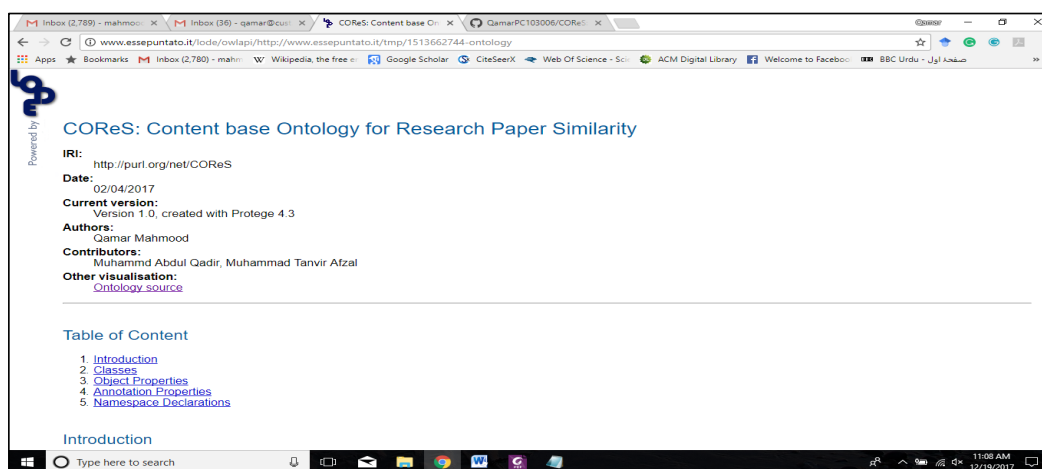 Inbox (2,789) - mahmoo
Inbox (36) - qamar@cust
COReS: Content base On
QamarPC103006/COReS
Qamar
www.essepuntato.it/lode/owlapi/http://www.essepuntato.it/tmp/1513662744-ontology
Apps Bookmarks Inbox (2,780) - mahm Wikipedia, the free e Google Scholar CiteSeerX Web Of Science - Scie ACM Digital Library Welcome to Faceboo BBC Urdu - صفحۂ اول
Powered by LODE
COReS: Content base Ontology for Research Paper Similarity
IRI:
http://purl.org/net/COReS
Date:
02/04/2017
Current version:
Version 1.0, created with Protege 4.3
Authors:
Qamar Mahmood
Contributors:
Muhammd Abdul Qadir, Muhammad Tanvir Afzal
Other visualisation:
Ontology source
Table of Content
1. Introduction
2. Classes
3. Object Properties
4. Annotation Properties
5. Namespace Declarations
Introduction
Type here to search
11:08 AM
12/19/2017